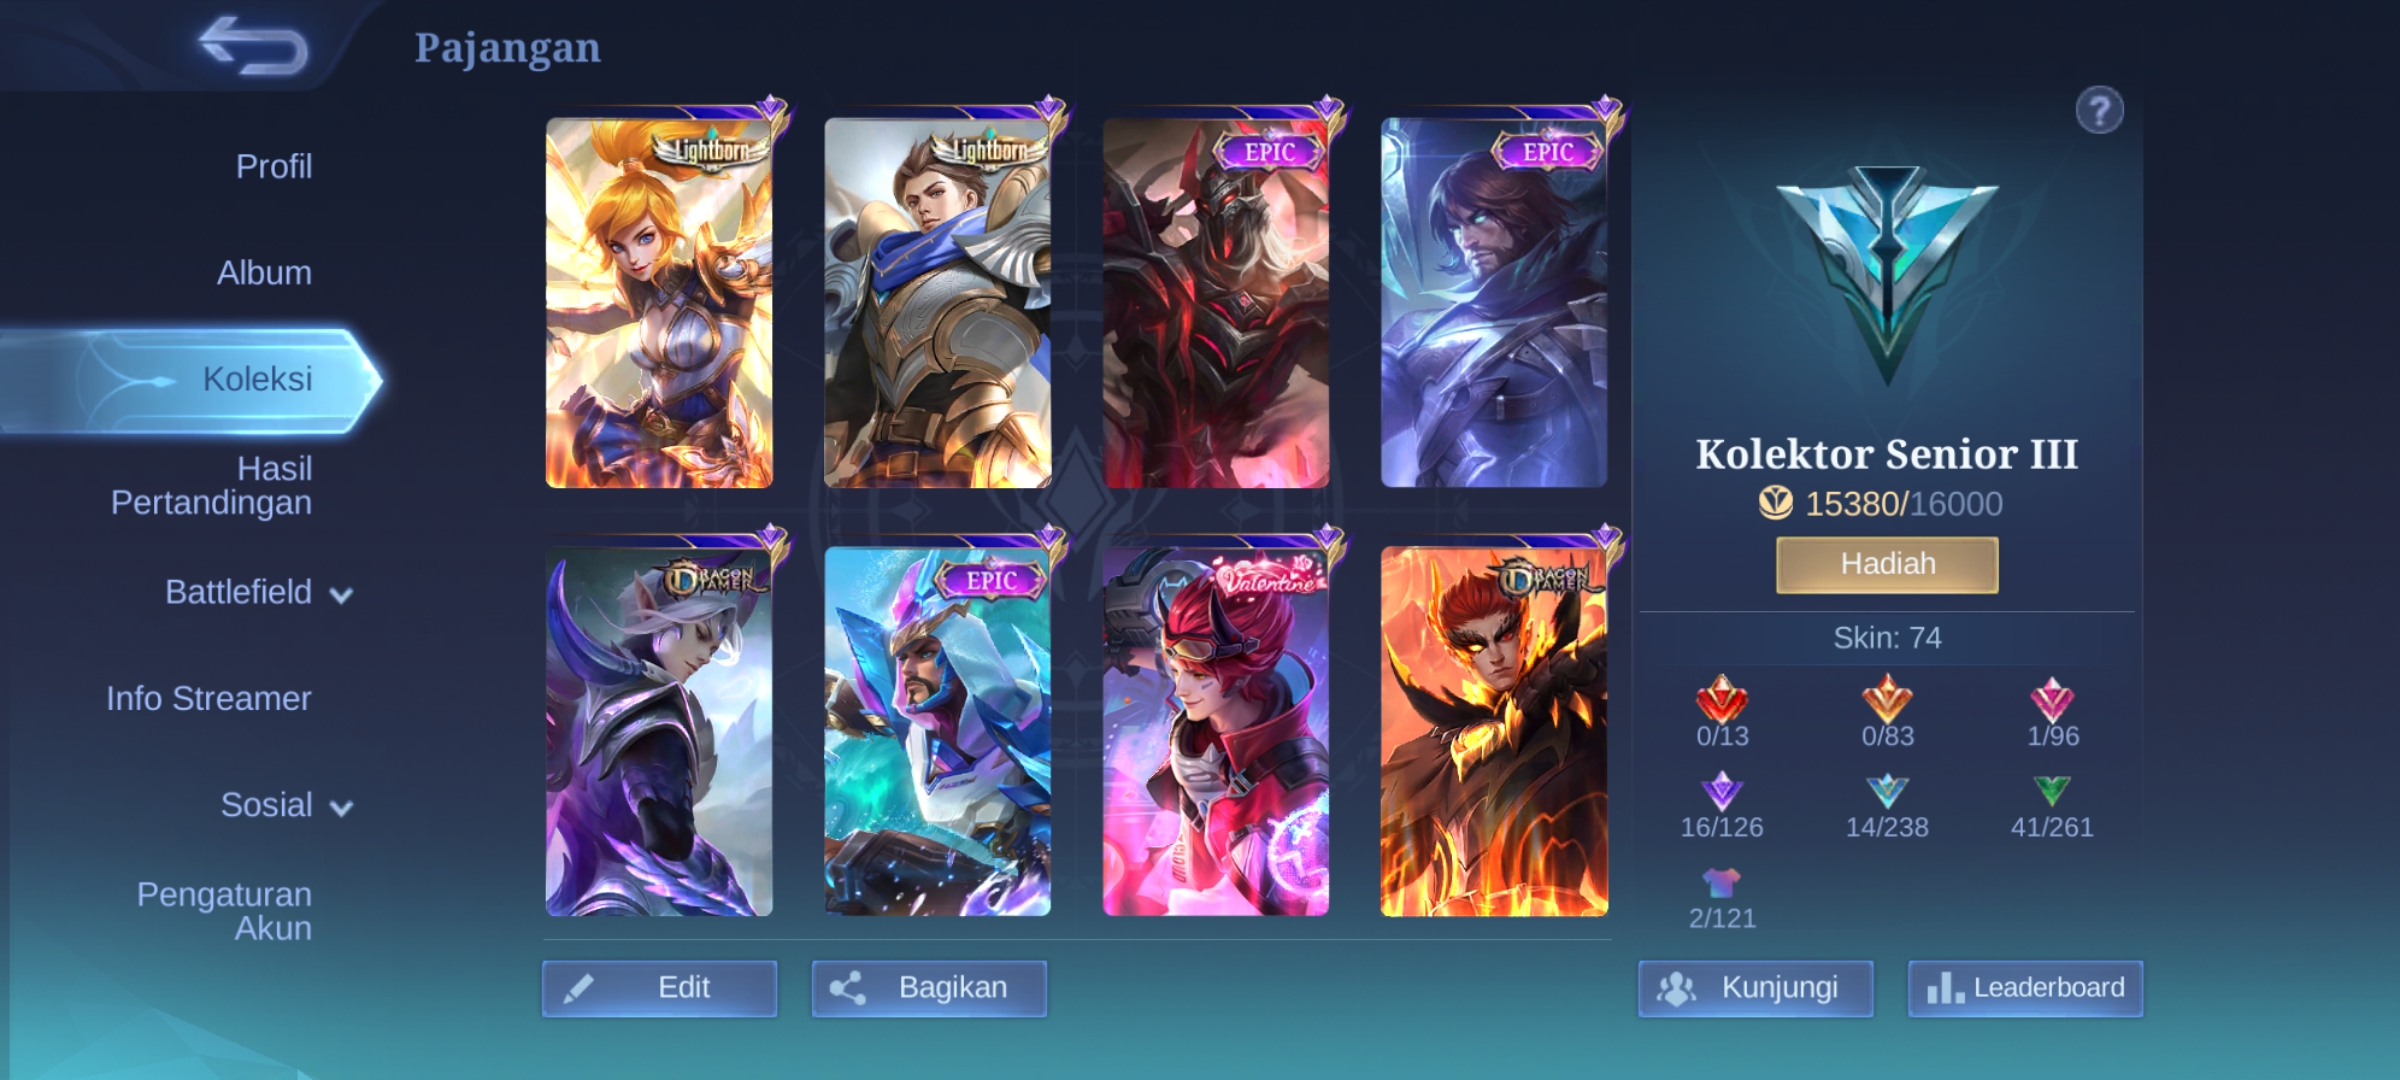 Pajangan
Profil
Album
Koleksi
Hasil
Pertandingan
Battlefield
Info Streamer
Sosial
Pengaturan
Akun
Lightborn
Lightborn
EPIC
EPIC
DRAGON
TAMER
EPIC
Valentine
DRAGON
TAMER
Edit
Bagikan
?
Kolektor Senior III
15380/16000
Hadiah
Skin: 74
0/13
0/83
1/96
16/126
14/238
41/261
2/121
Kunjungi
Leaderboard